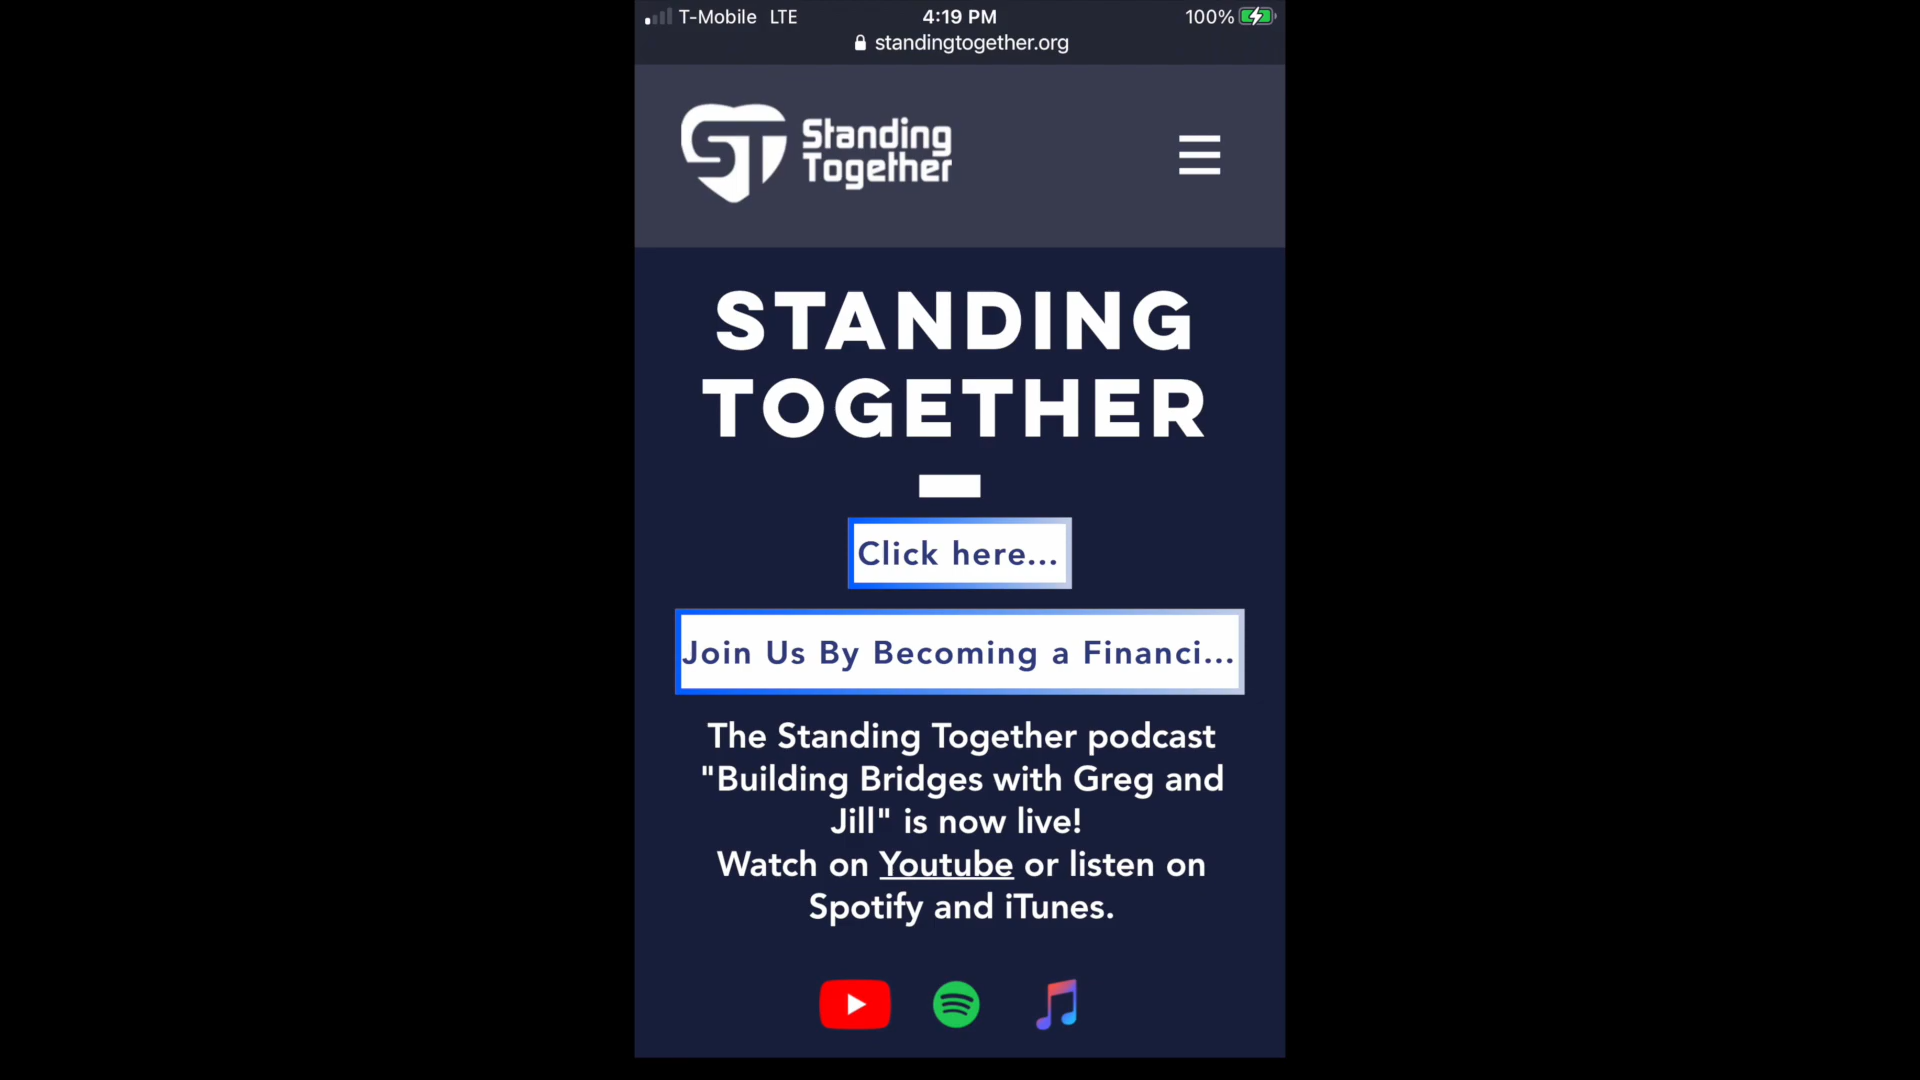 T-Mobile LTE 4:19 PM 100%
standingtogether.org
ST Standing
Together
STANDING
TOGETHER
Click here...
Join Us By Becoming a Financi...
The Standing Together podcast
"Building Bridges with Greg and
Jill" is now live!
Watch on Youtube or listen on
Spotify and iTunes.